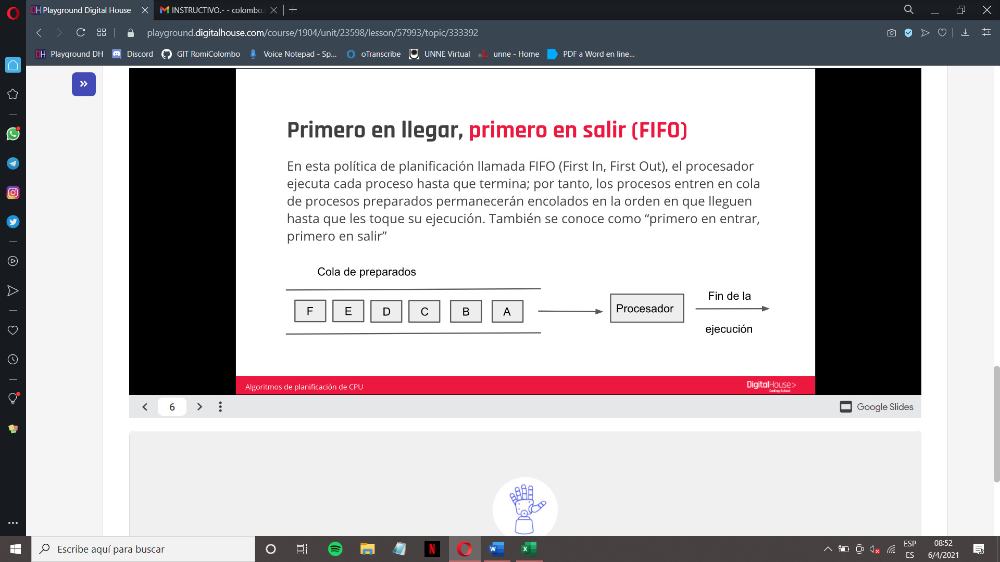 Playground Digital House
INSTRUCTIVO.- - colombo.
playground.digitalhouse.com/course/1904/unit/23598/lesson/57993/topic/333392
DH Playground DH
Discord
GIT RomiColombo
Voice Notepad - Sp...
oTranscribe
UNNE Virtual
eL unne - Home
PDF a Word en line...
Primero en llegar, primero en salir (FIFO)
En esta política de planificación llamada FIFO (First In, First Out), el procesador
ejecuta cada proceso hasta que termina; por tanto, los procesos entren en cola
de procesos preparados permanecerán encolados en la orden en que lleguen
hasta que les toque su ejecución. También se conoce como “primero en entrar,
primero en salir”
Cola de preparados
F E D C B A
Procesador
Fin de la
ejecución
Algoritmos de planificación de CPU
DigitalHouse>
Coding School
6
Google Slides
Escribe aquí para buscar
N
W
X
ESP
ES
08:52
6/4/2021